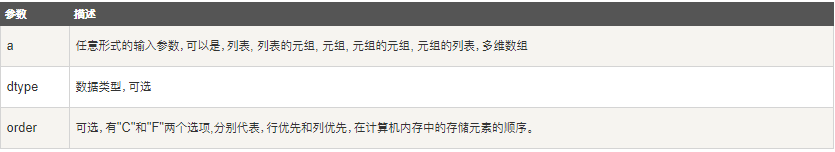 参数 描述
a 任意形式的输入参数，可以是，列表, 列表的元组, 元组, 元组的元组, 元组的列表，多维数组
dtype 数据类型，可选
order 可选，有"C"和"F"两个选项,分别代表，行优先和列优先，在计算机内存中的存储元素的顺序。